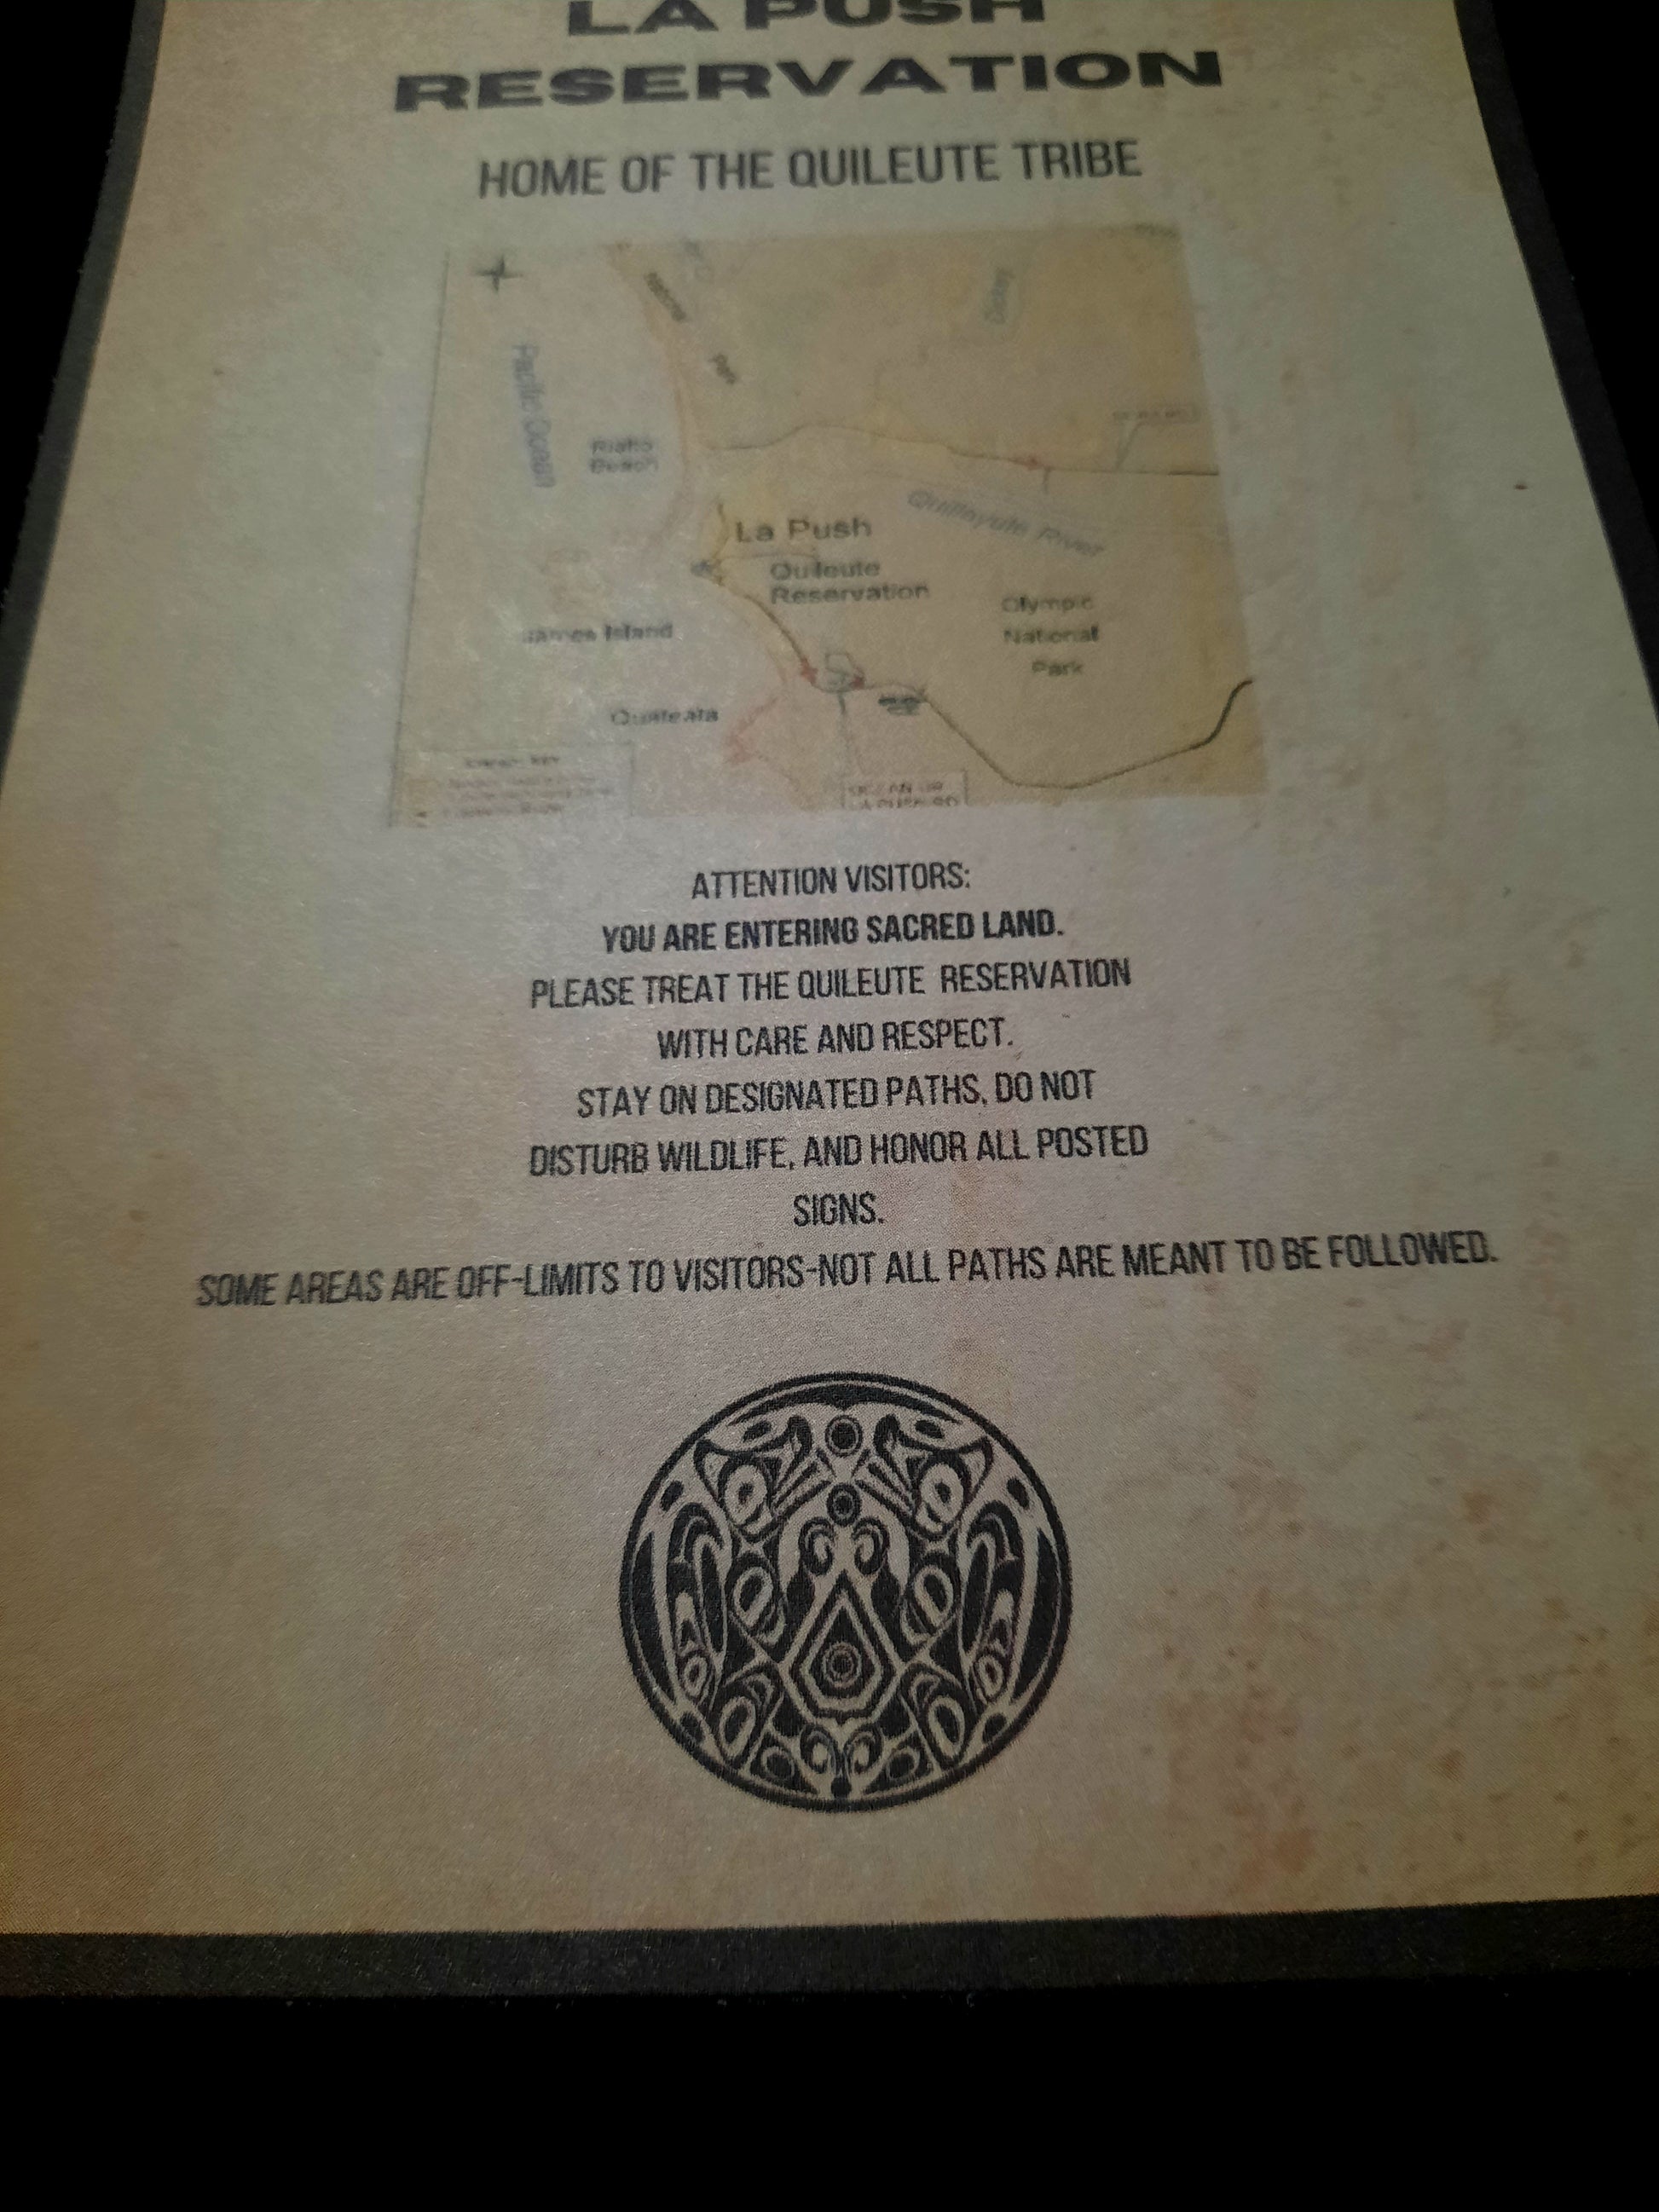 LA PUSH
RESERVATION
HOME OF THE QUILEUTE TRIBE
Pacific Ocean
Rialto
Beach
Dickey
La Push
Quillayute River
Quileute
Reservation
James Island
Olympic
National
Park
ATTENTION VISITORS:
YOU ARE ENTERING SACRED LAND.
PLEASE TREAT THE QUILEUTE RESERVATION
WITH CARE AND RESPECT.
STAY ON DESIGNATED PATHS, DO NOT
DISTURB WILDLIFE, AND HONOR ALL POSTED
SIGNS.
SOME AREAS ARE OFF-LIMITS TO VISITORS-NOT ALL PATHS ARE MEANT TO BE FOLLOWED.